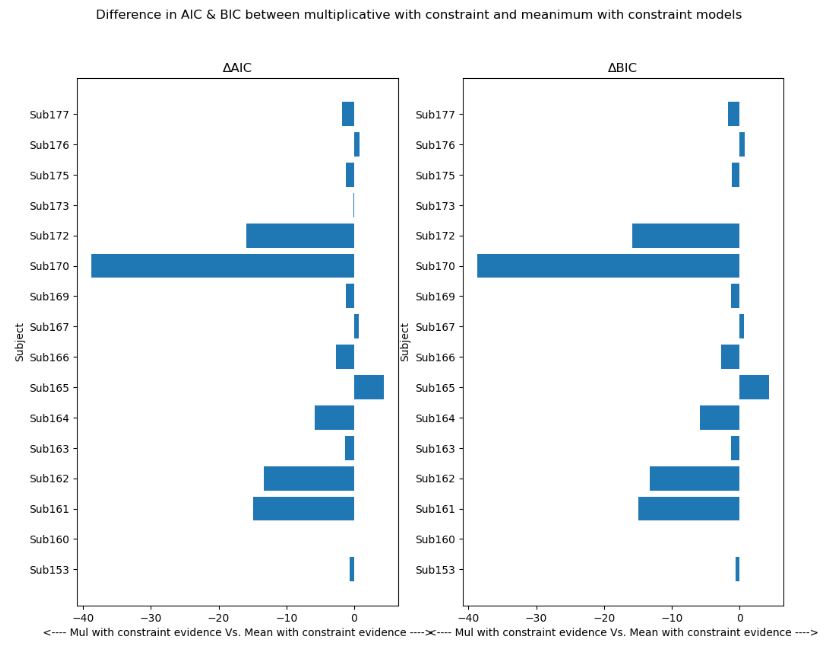 Difference in AIC & BIC between multiplicative with constraint and meanimum with constraint models
ΔAIC
Subject
Sub177
Sub176
Sub175
Sub173
Sub172
Sub170
Sub169
Sub167
Sub166
Sub165
Sub164
Sub163
Sub162
Sub161
Sub160
Sub153
−40 −30 −20 −10 0
<---- Mul with constraint evidence Vs. Mean with constraint evidence ---->
ΔBIC
Subject
Sub177
Sub176
Sub175
Sub173
Sub172
Sub170
Sub169
Sub167
Sub166
Sub165
Sub164
Sub163
Sub162
Sub161
Sub160
Sub153
−40 −30 −20 −10 0
<---- Mul with constraint evidence Vs. Mean with constraint evidence ---->